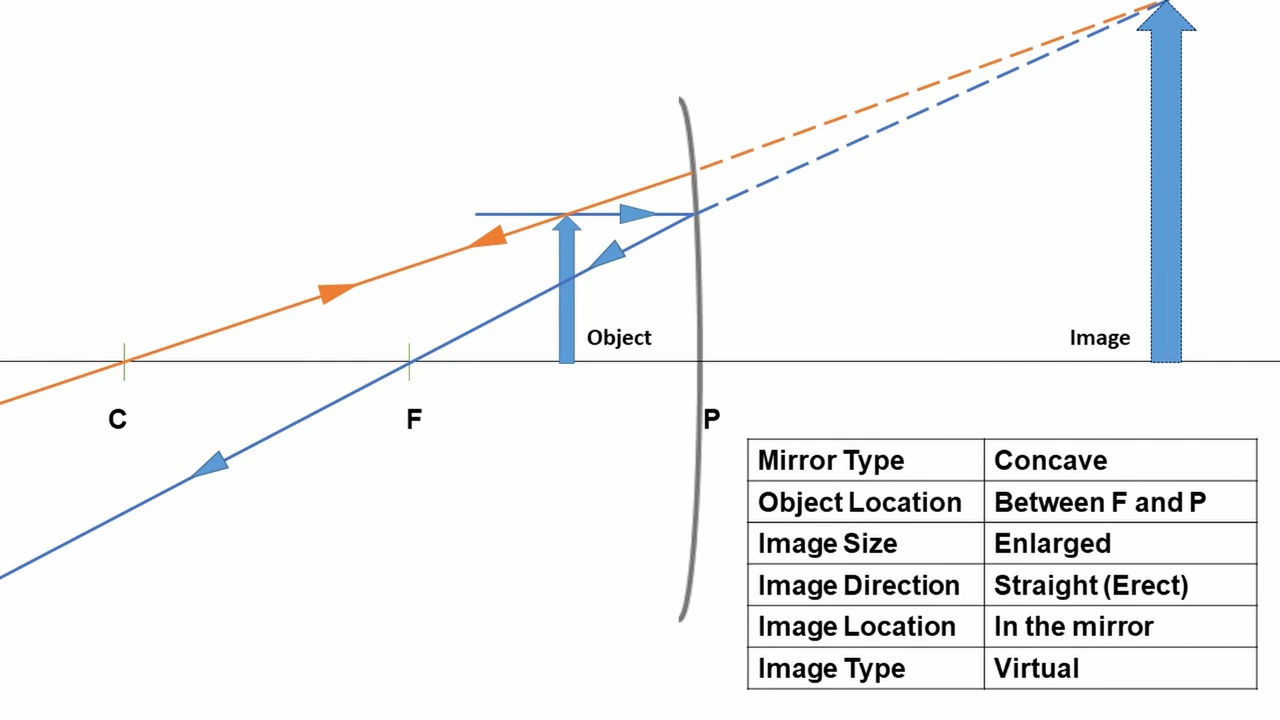 Object
Image
C
F
P
Mirror Type Concave
Object Location Between F and P
Image Size Enlarged
Image Direction Straight (Erect)
Image Location In the mirror
Image Type Virtual